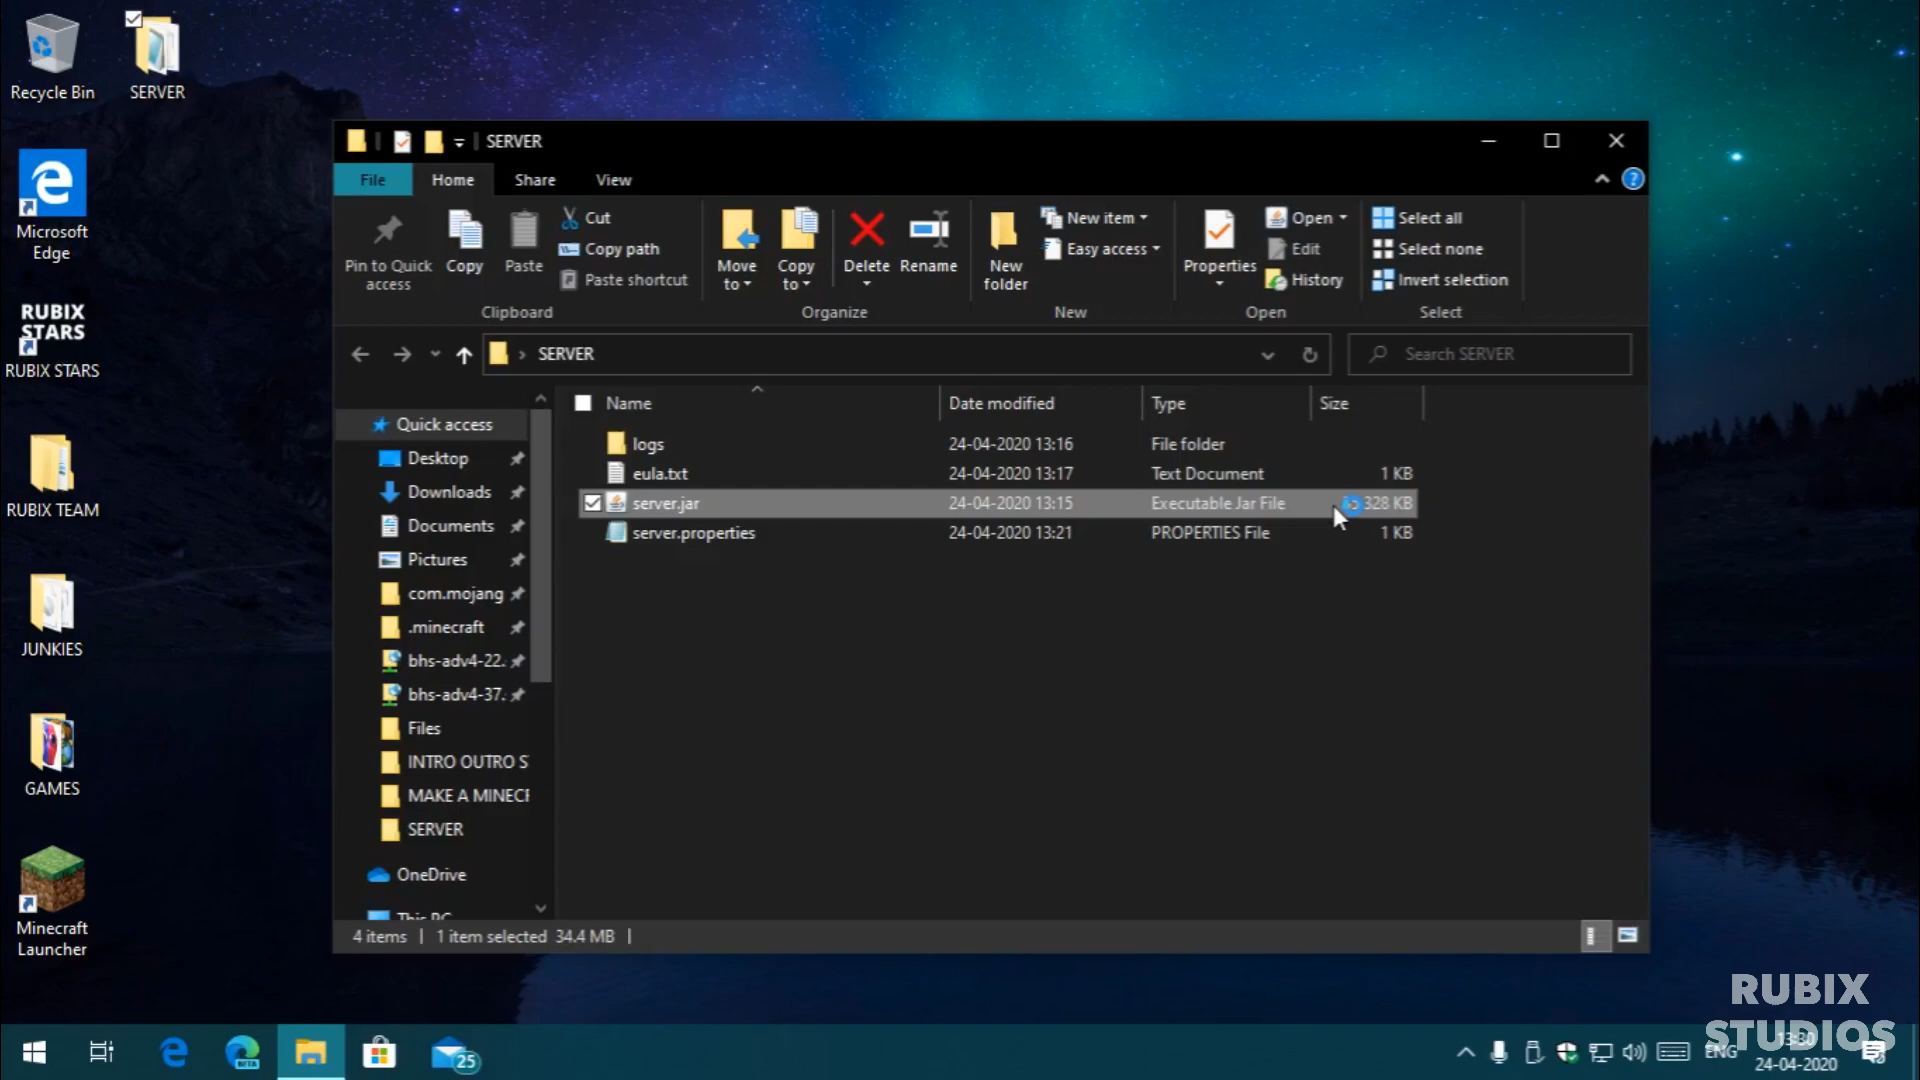 Recycle Bin
SERVER
Microsoft
Edge
RUBIX
STARS
RUBIX STARS
RUBIX TEAM
JUNKIES
GAMES
Minecraft
Launcher
SERVER
File
Home
Share
View
Pin to Quick
access
Copy
Paste
Cut
Copy path
Paste shortcut
Clipboard
Move
to
Copy
to
Delete
Rename
Organize
New
folder
New item
Easy access
New
Properties
Open
Edit
History
Open
Select all
Select none
Invert selection
Select
SERVER
Search SERVER
Name
Date modified
Type
Size
logs
24-04-2020 13:16
File folder
eula.txt
24-04-2020 13:17
Text Document
1 KB
server.jar
24-04-2020 13:15
Executable Jar File
328 KB
server.properties
24-04-2020 13:21
PROPERTIES File
1 KB
Quick access
Desktop
Downloads
Documents
Pictures
com.mojang
.minecraft
bhs-adv4-22.
bhs-adv4-37.
Files
INTRO OUTRO S
MAKE A MINEC
SERVER
OneDrive
This PC
4 items
1 item selected 34.4 MB
RUBIX
STUDIOS
BETA
25
ENG
13:30
24-04-2020